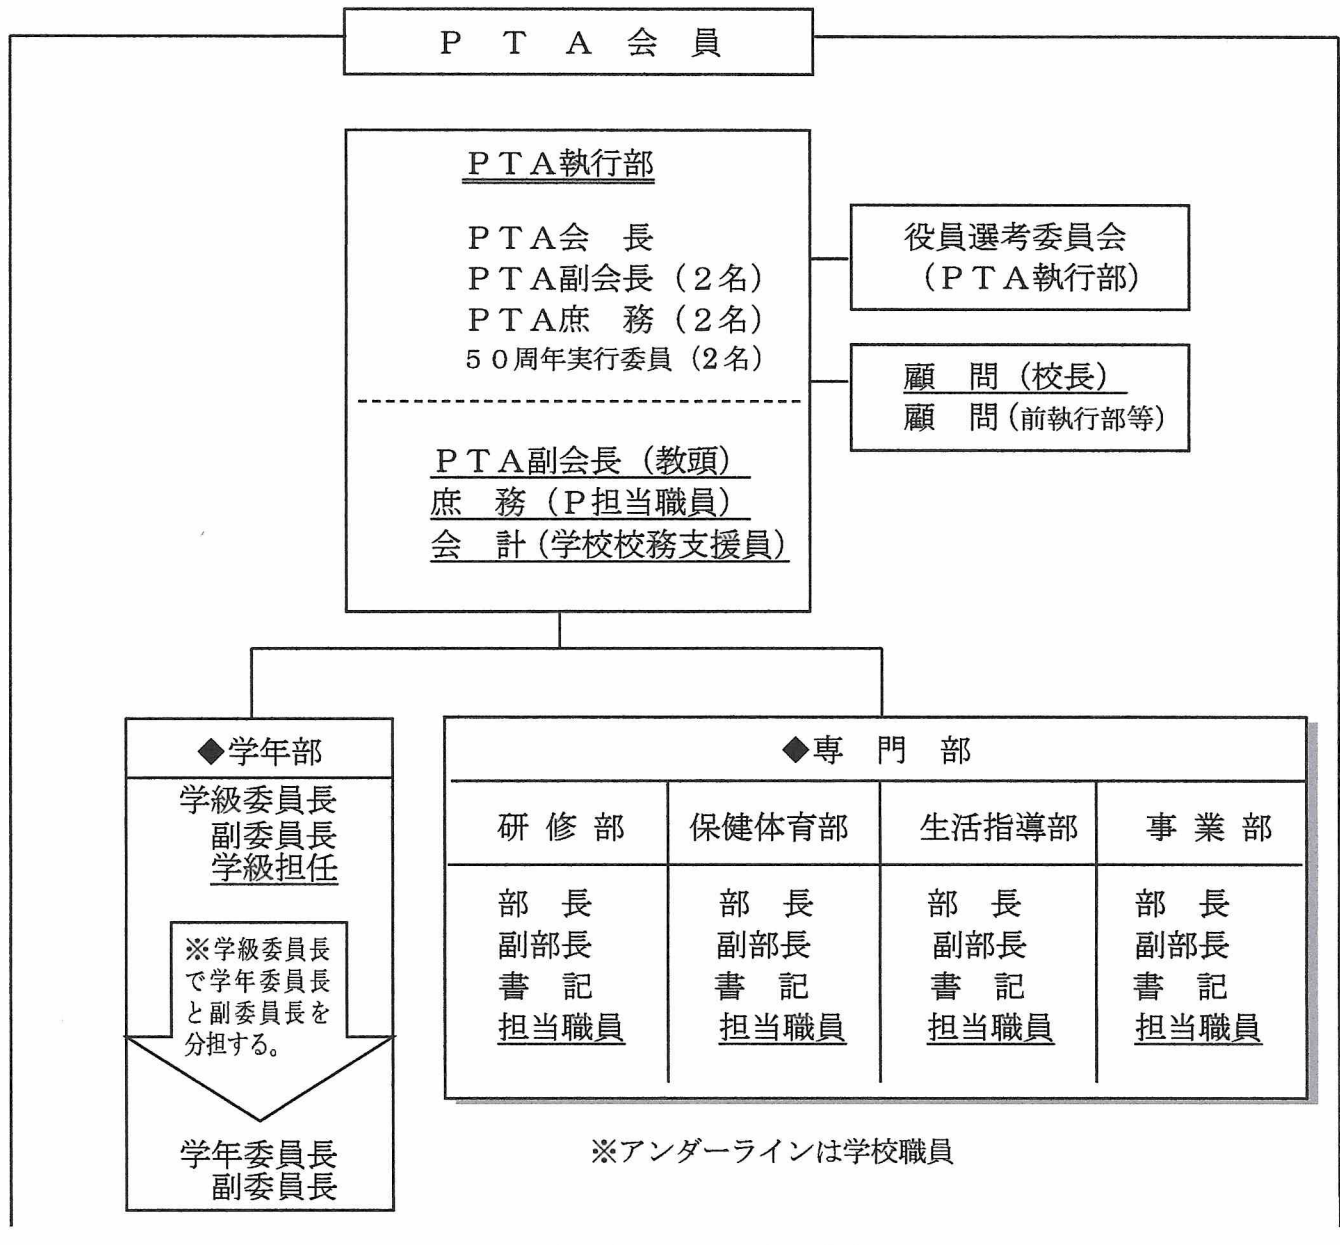 ＰＴＡ会員
ＰＴＡ執行部
ＰＴＡ会　長
ＰＴＡ副会長（２名）
ＰＴＡ庶　務（２名）
５０周年実行委員（２名）
ＰＴＡ副会長（教頭）
庶　務（Ｐ担当職員）
会　計（学校校務支援員）
役員選考委員会
（ＰＴＡ執行部）
顧　問（校長）
顧　問（前執行部等）
◆学年部
学級委員長
副委員長
学級担任
※学級委員長
で学年委員長
と副委員長を
分担する。
学年委員長
副委員長
◆専　門　部
研修部
部　長
副部長
書　記
担当職員
保健体育部
部　長
副部長
書　記
担当職員
生活指導部
部　長
副部長
書　記
担当職員
事業部
部　長
副部長
書　記
担当職員
※アンダーラインは学校職員